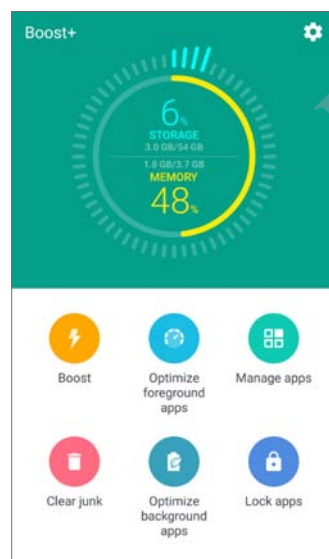 Boost+
6%
STORAGE
3.0 GB/54 GB
1.8 GB/3.7 GB
MEMORY
48%
Boost
Optimize
foreground
apps
Manage apps
Clear junk
Optimize
background
apps
Lock apps